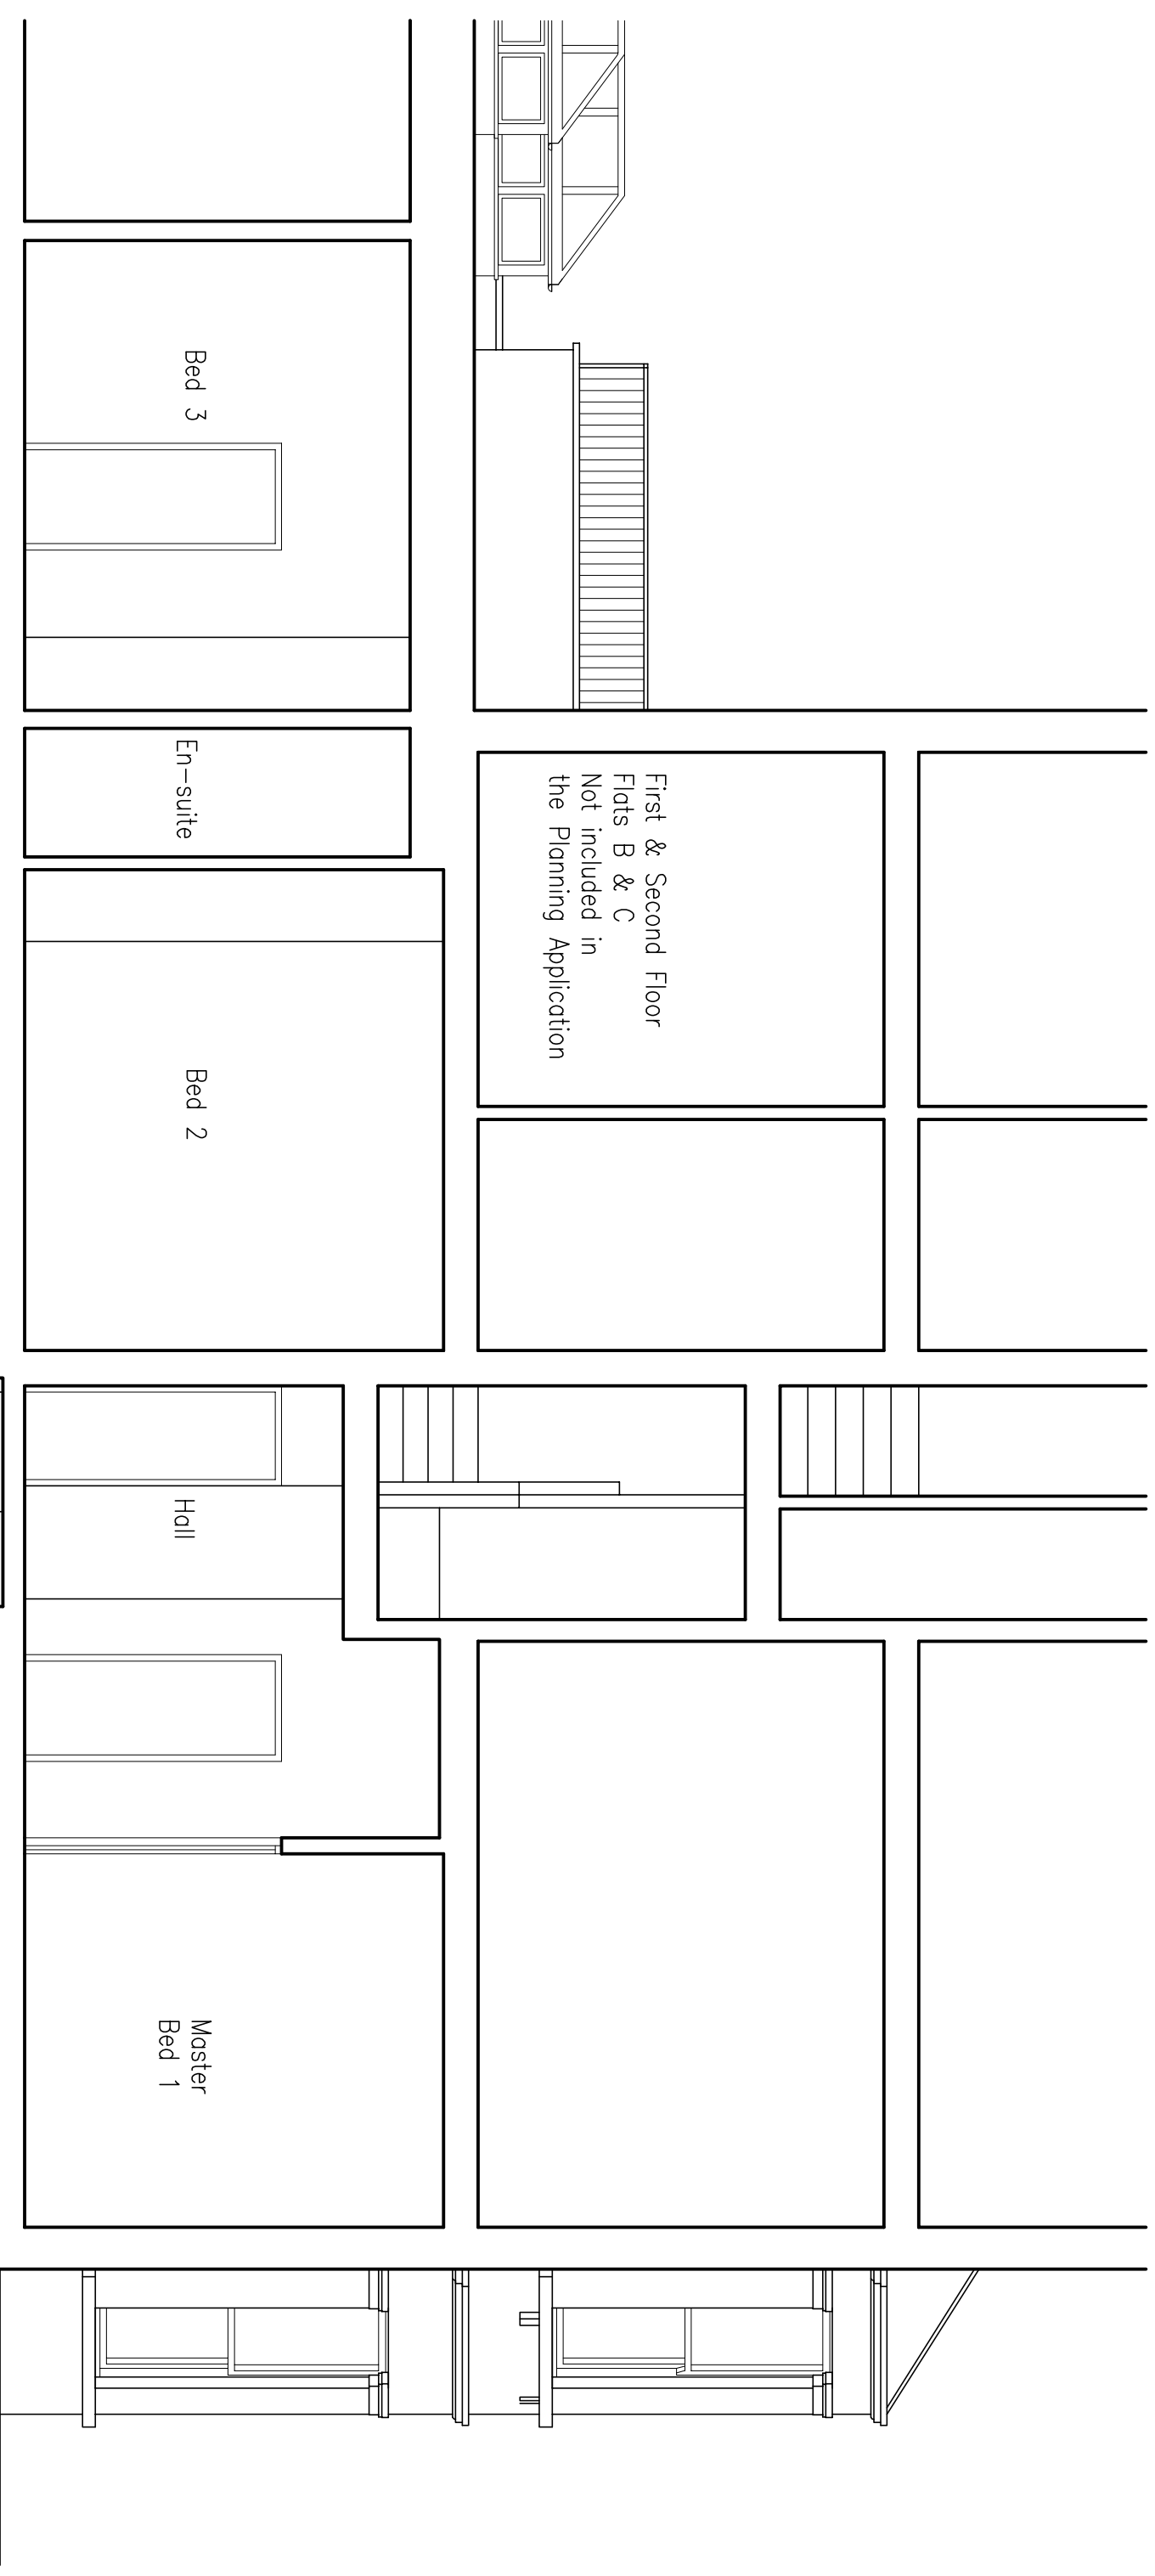 First & Second Floor
Flats B & C
Not included in
the Planning Application
Bed 3
En-suite
Bed 2
Hall
Master
Bed 1